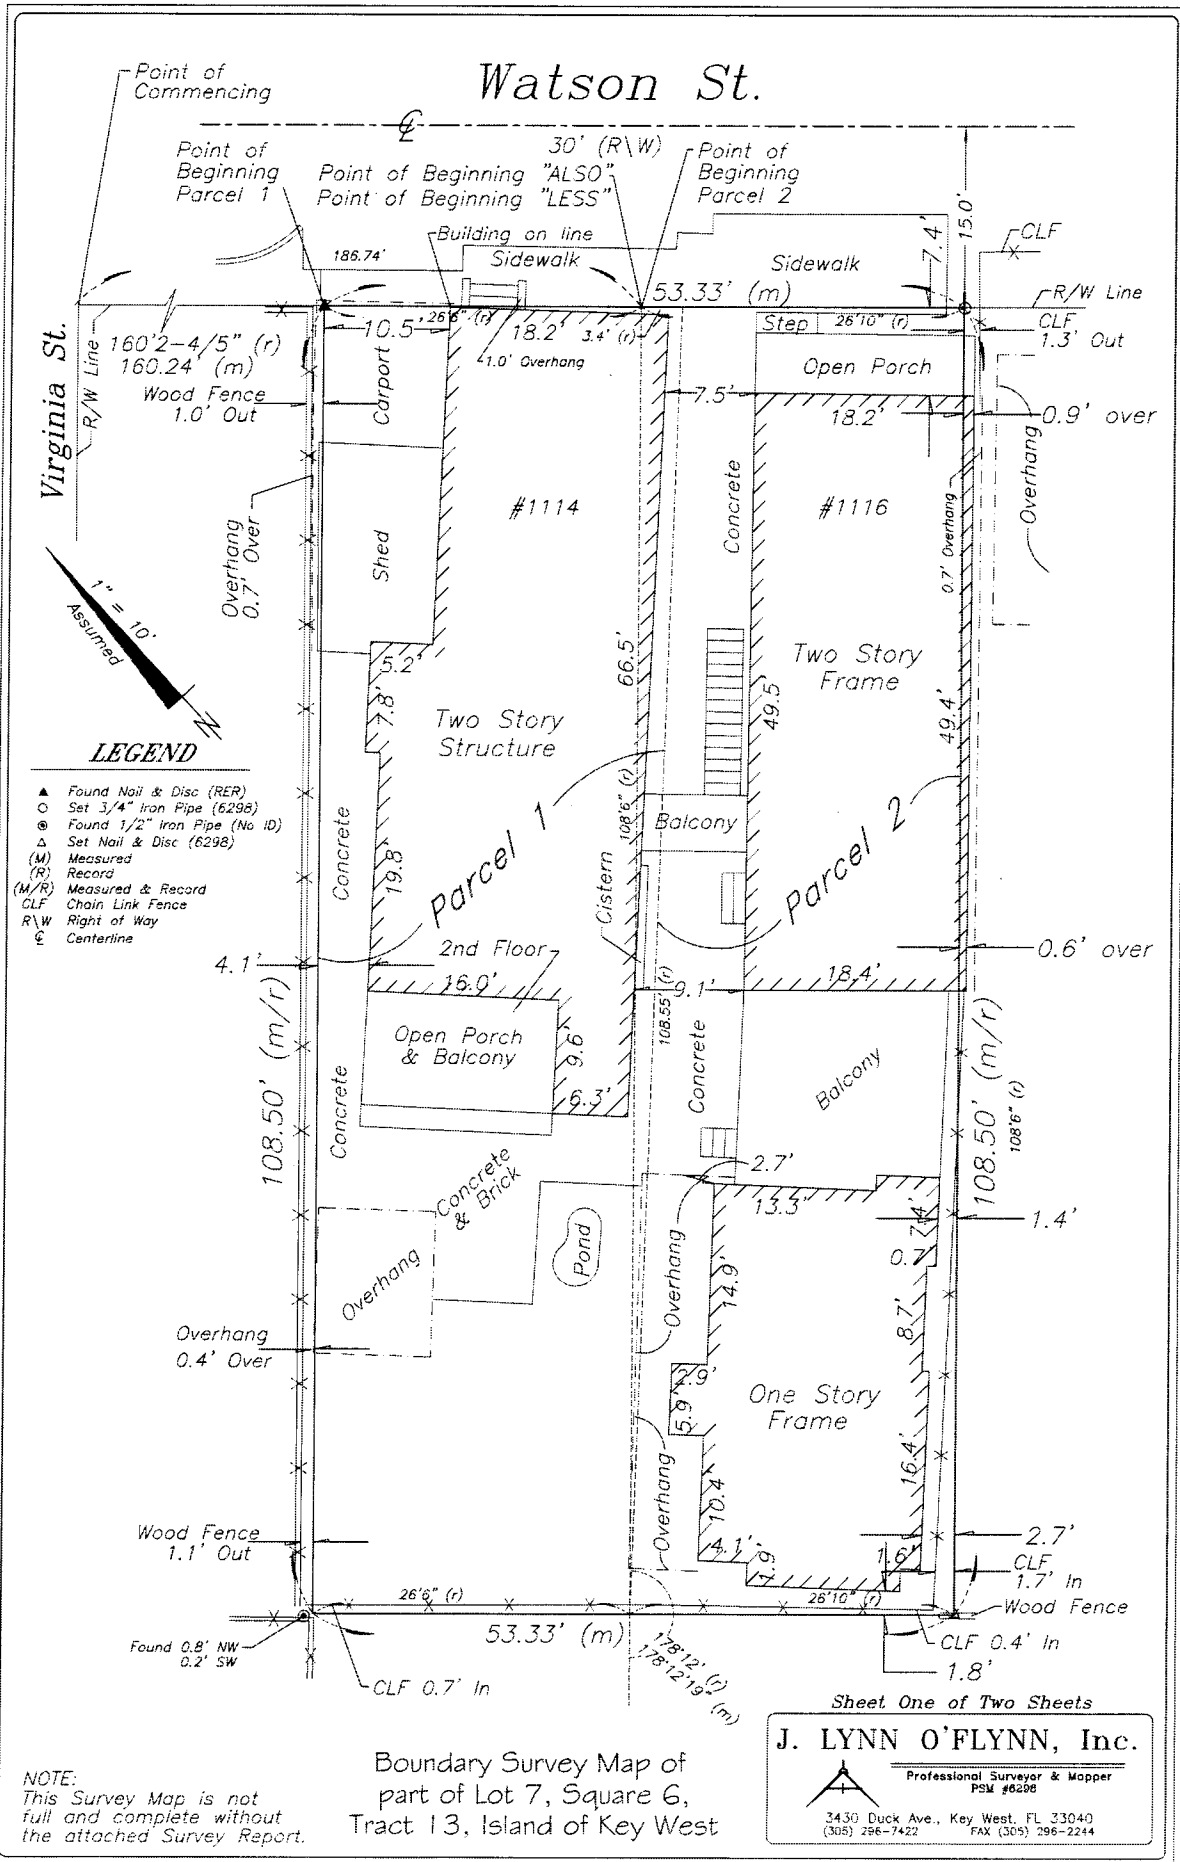 Watson St.
Point of
Commencing
Point of
Beginning
Parcel 1
Point of Beginning "ALSO"
Point of Beginning "LESS"
30' (R\W)
Point of
Beginning
Parcel 2
15.0'
7.4'
CLF
186.74'
Building on line
Sidewalk
Sidewalk
53.33' (m)
R/W Line
CLF
1.3' Out
Virginia St.
R/W Line
160'2-4/5" (r)
160.24' (m)
Wood Fence
1.0' Out
10.5'
26'6" (r)
18.2'
3.4' (r)
1.0' Overhang
Step
26'10" (r)
Open Porch
Carport
7.5'
18.2'
0.9' over
Overhang
0.7' Over
Shed
#1114
Concrete
#1116
0.7' Overhang
Overhang
1" = 10'
Assumed
N
5.2'
7.8'
66.5'
Two Story
Structure
49.5'
Two Story
Frame
49.4'
LEGEND
Found Nail & Disc (RER)
Set 3/4" Iron Pipe (6298)
Found 1/2" Iron Pipe (No ID)
Set Nail & Disc (6298)
(M) Measured
(R) Record
(M/R) Measured & Record
CLF Chain Link Fence
R\W Right of Way
℄ Centerline
Concrete
19.8'
Parcel 1
108'6" (r)
Balcony
Parcel 2
Cistern
4.1'
2nd Floor
16.0'
9.1'
18.4'
0.6' over
108.50' (m/r)
Concrete
Open Porch
& Balcony
9.6'
6.3'
108.55' (r)
Concrete
Balcony
108.50' (m/r)
108'6" (r)
Concrete
& Brick
2.7'
13.3'
7.4'
1.4'
0.7'
Overhang
Pond
Overhang
14.9'
8.7'
Overhang
0.4' Over
2.9'
5.9'
One Story
Frame
16.4'
Overhang
10.4'
Wood Fence
1.1' Out
4.1'
1.9'
1.6'
2.7'
CLF
1.7' In
Wood Fence
26'6" (r)
26'10" (r)
53.33' (m)
Found 0.8' NW
0.2' SW
CLF 0.7' In
178°12' (r)
178°12'19" (m)
CLF 0.4' In
1.8'
Sheet One of Two Sheets
NOTE:
This Survey Map is not
full and complete without
the attached Survey Report.
Boundary Survey Map of
part of Lot 7, Square 6,
Tract 13, Island of Key West
J. LYNN O'FLYNN, Inc.
Professional Surveyor & Mapper
PSM #6298
3430 Duck Ave., Key West, FL 33040
(305) 296-7422 FAX (305) 296-2244